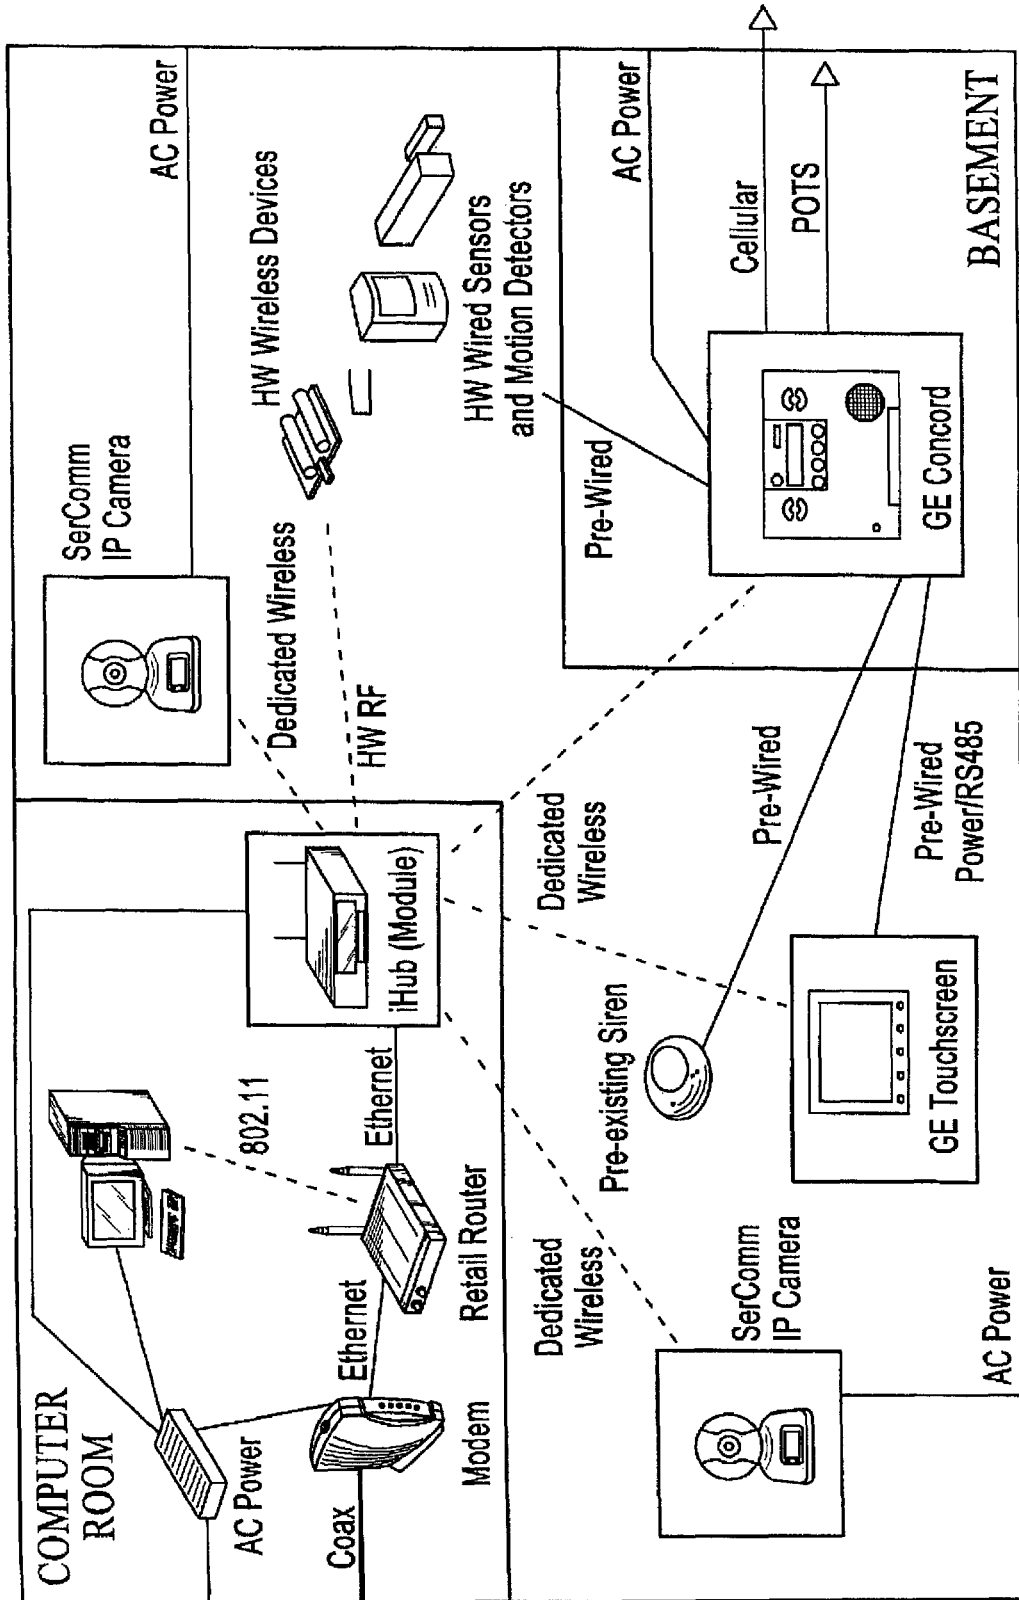 COMPUTER
ROOM
AC Power
Coax
Modem
Ethernet
Retail Router
802.11
Ethernet
iHub (Module)
SerComm
IP Camera
AC Power
Dedicated Wireless
HW RF
HW Wireless Devices
HW Wired Sensors
and Motion Detectors
Dedicated
Wireless
SerComm
IP Camera
AC Power
Pre-existing Siren
GE Touchscreen
Dedicated
Wireless
Pre-Wired
Pre-Wired
Power/RS485
Pre-Wired
AC Power
Cellular
POTS
GE Concord
BASEMENT